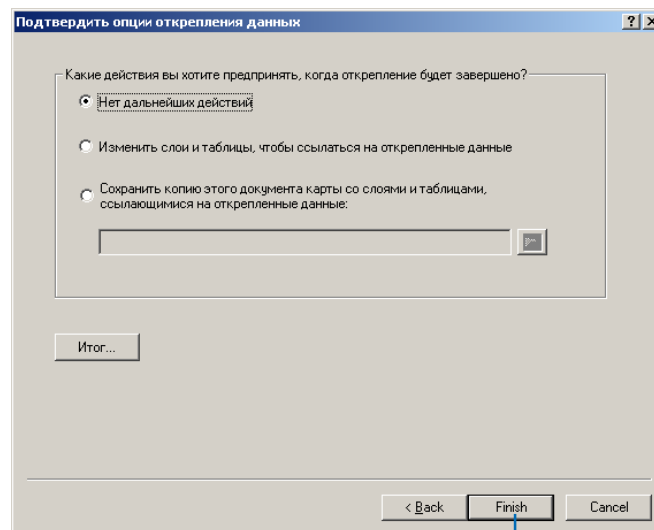 Подтвердить опции открепления данных
Какие действия вы хотите предпринять, когда открепление будет завершено?
Нет дальнейших действий
Изменить слои и таблицы, чтобы ссылаться на открепленные данные
Сохранить копию этого документа карты со слоями и таблицами,
ссылающимися на открепленные данные:
Итог...
< Back Finish Cancel